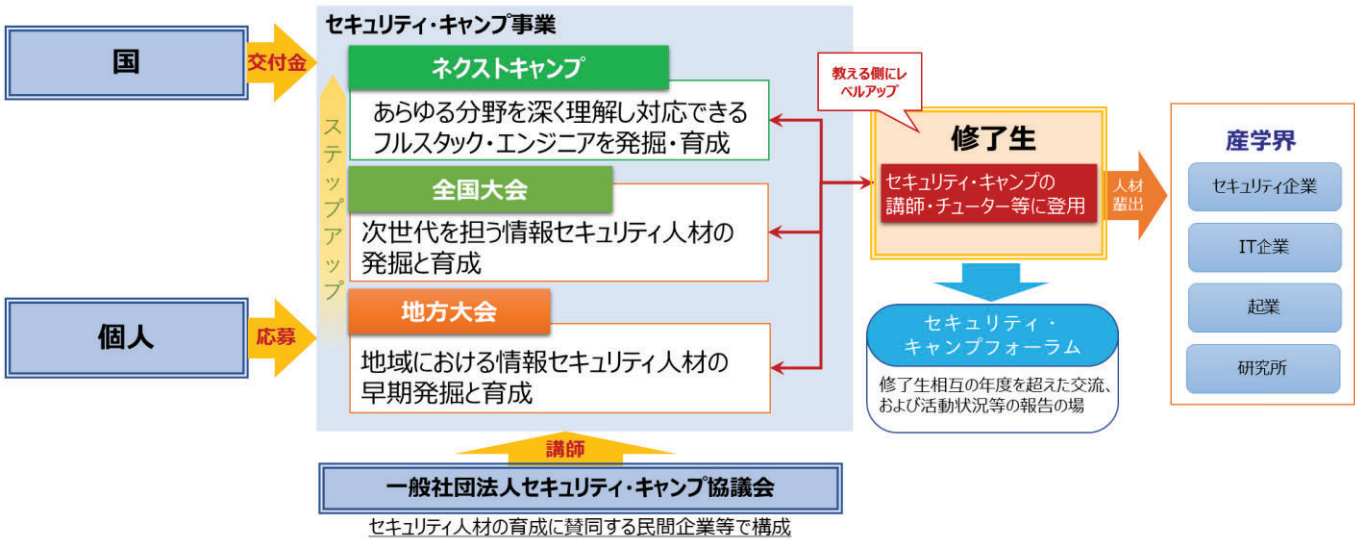 セキュリティ・キャンプ事業
国
交付金
ネクストキャンプ
あらゆる分野を深く理解し対応できる
フルスタック・エンジニアを発掘・育成
ステップアップ
全国大会
次世代を担う情報セキュリティ人材の
発掘と育成
個人
応募
地方大会
地域における情報セキュリティ人材の
早期発掘と育成
講師
一般社団法人セキュリティ・キャンプ協議会
セキュリティ人材の育成に賛同する民間企業等で構成
教える側にレ
ベルアップ
修了生
セキュリティ・キャンプの
講師・チューター等に登用
人材
輩出
セキュリティ・
キャンプフォーラム
修了生相互の年度を超えた交流、
および活動状況等の報告の場
産学界
セキュリティ企業
IT企業
起業
研究所